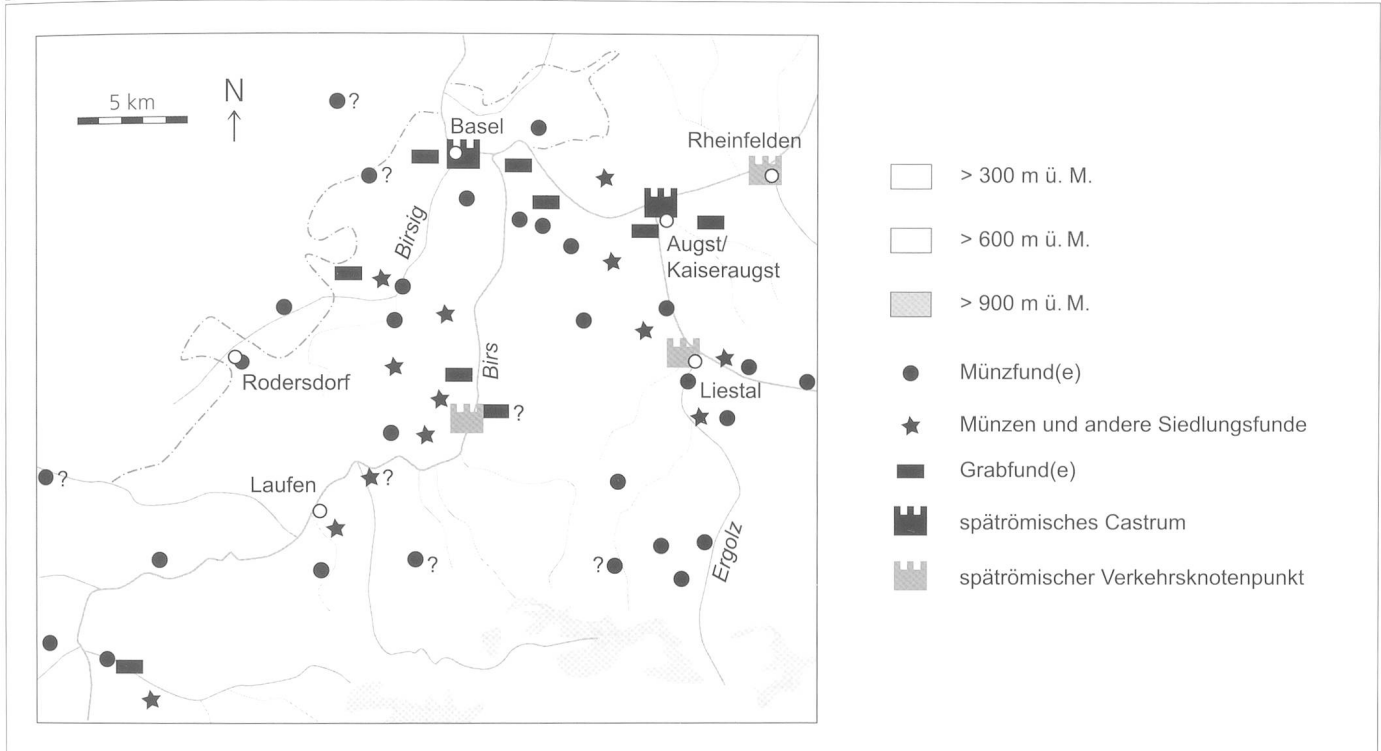 5 km
N
?
Basel
Rheinfelden
?
Birsig
Augst/
Kaiseraugst
Birs
Rodersdorf
Liestal
?
?
?
Laufen
?
?
Ergolz
> 300 m ü. M.
> 600 m ü. M.
> 900 m ü. M.
Münzfund(e)
Münzen und andere Siedlungsfunde
Grabfund(e)
spätrömisches Castrum
spätrömischer Verkehrsknotenpunkt